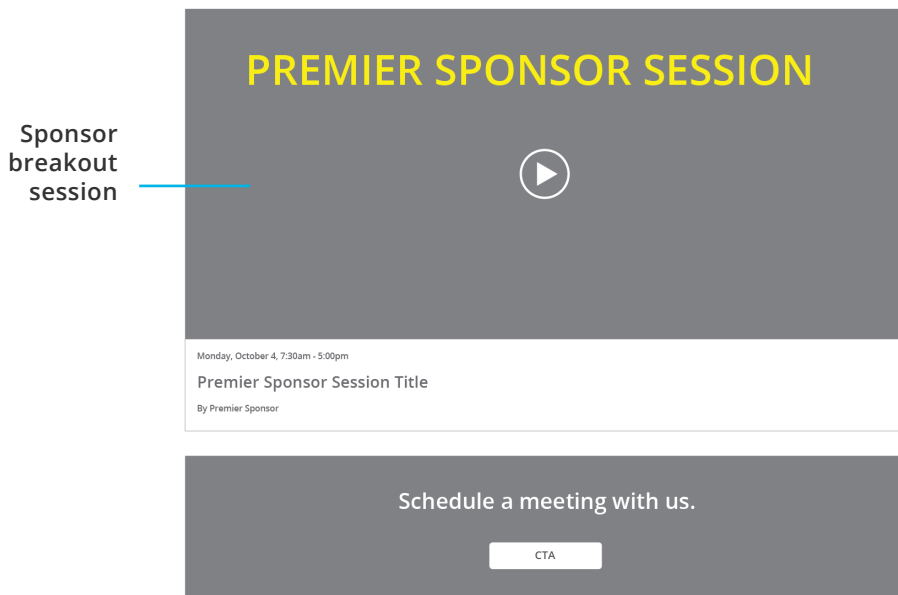 PREMIER SPONSOR SESSION
Sponsor
breakout
session
Monday, October 4, 7:30am - 5:00pm
Premier Sponsor Session Title
By Premier Sponsor
Schedule a meeting with us.
CTA